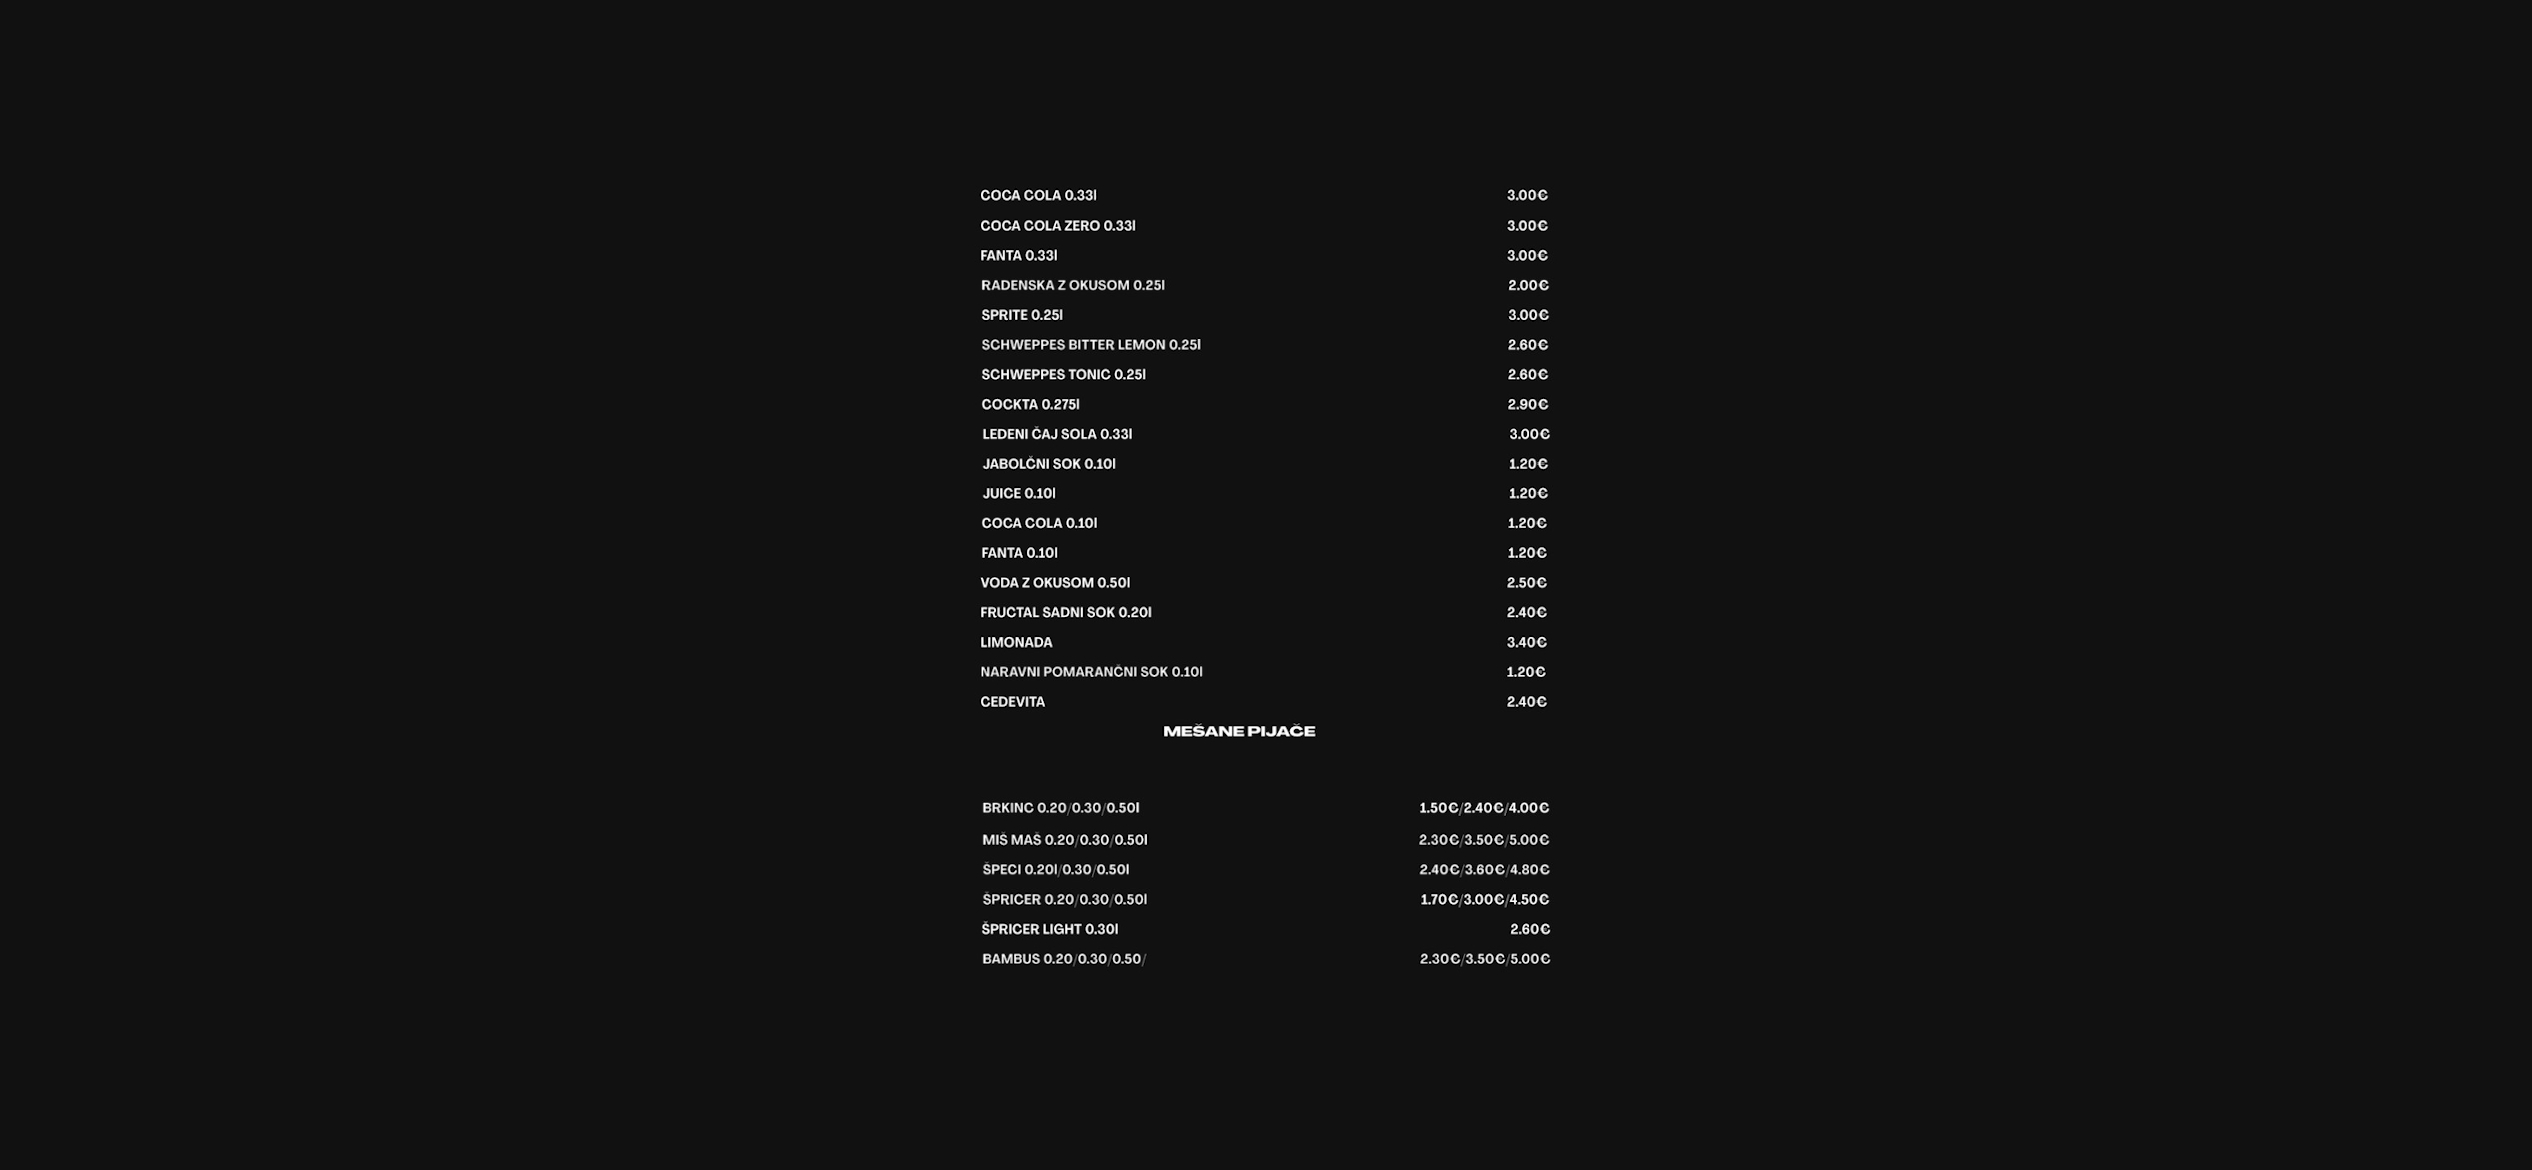 COCA COLA 0.33l 3.00€
COCA COLA ZERO 0.33l 3.00€
FANTA 0.33l 3.00€
RADENSKA Z OKUSOM 0.25l 2.00€
SPRITE 0.25l 3.00€
SCHWEPPES BITTER LEMON 0.25l 2.60€
SCHWEPPES TONIC 0.25l 2.60€
COCKTA 0.275l 2.90€
LEDENI ČAJ SOLA 0.33l 3.00€
JABOLČNI SOK 0.10l 1.20€
JUICE 0.10l 1.20€
COCA COLA 0.10l 1.20€
FANTA 0.10l 1.20€
VODA Z OKUSOM 0.50l 2.50€
FRUCTAL SADNI SOK 0.20l 2.40€
LIMONADA 3.40€
NARAVNI POMARANČNI SOK 0.10l 1.20€
CEDEVITA 2.40€
MEŠANE PIJAČE
BRKINC 0.20/0.30/0.50l 1.50€/2.40€/4.00€
MIŠ MAŠ 0.20/0.30/0.50l 2.30€/3.50€/5.00€
ŠPECI 0.20l/0.30/0.50l 2.40€/3.60€/4.80€
ŠPRICER 0.20/0.30/0.50l 1.70€/3.00€/4.50€
ŠPRICER LIGHT 0.30l 2.60€
BAMBUS 0.20/0.30/0.50/ 2.30€/3.50€/5.00€